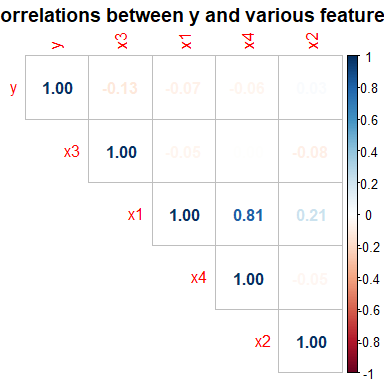 orrelations between y and various feature
y x3 x1 x4 x2
y 1.00 -0.13 -0.07 -0.06 0.03
x3 1.00 -0.05 -0.08
x1 1.00 0.81 0.21
x4 1.00 -0.05
x2 1.00
1
0.8
0.6
0.4
0.2
0
-0.2
-0.4
-0.6
-0.8
-1